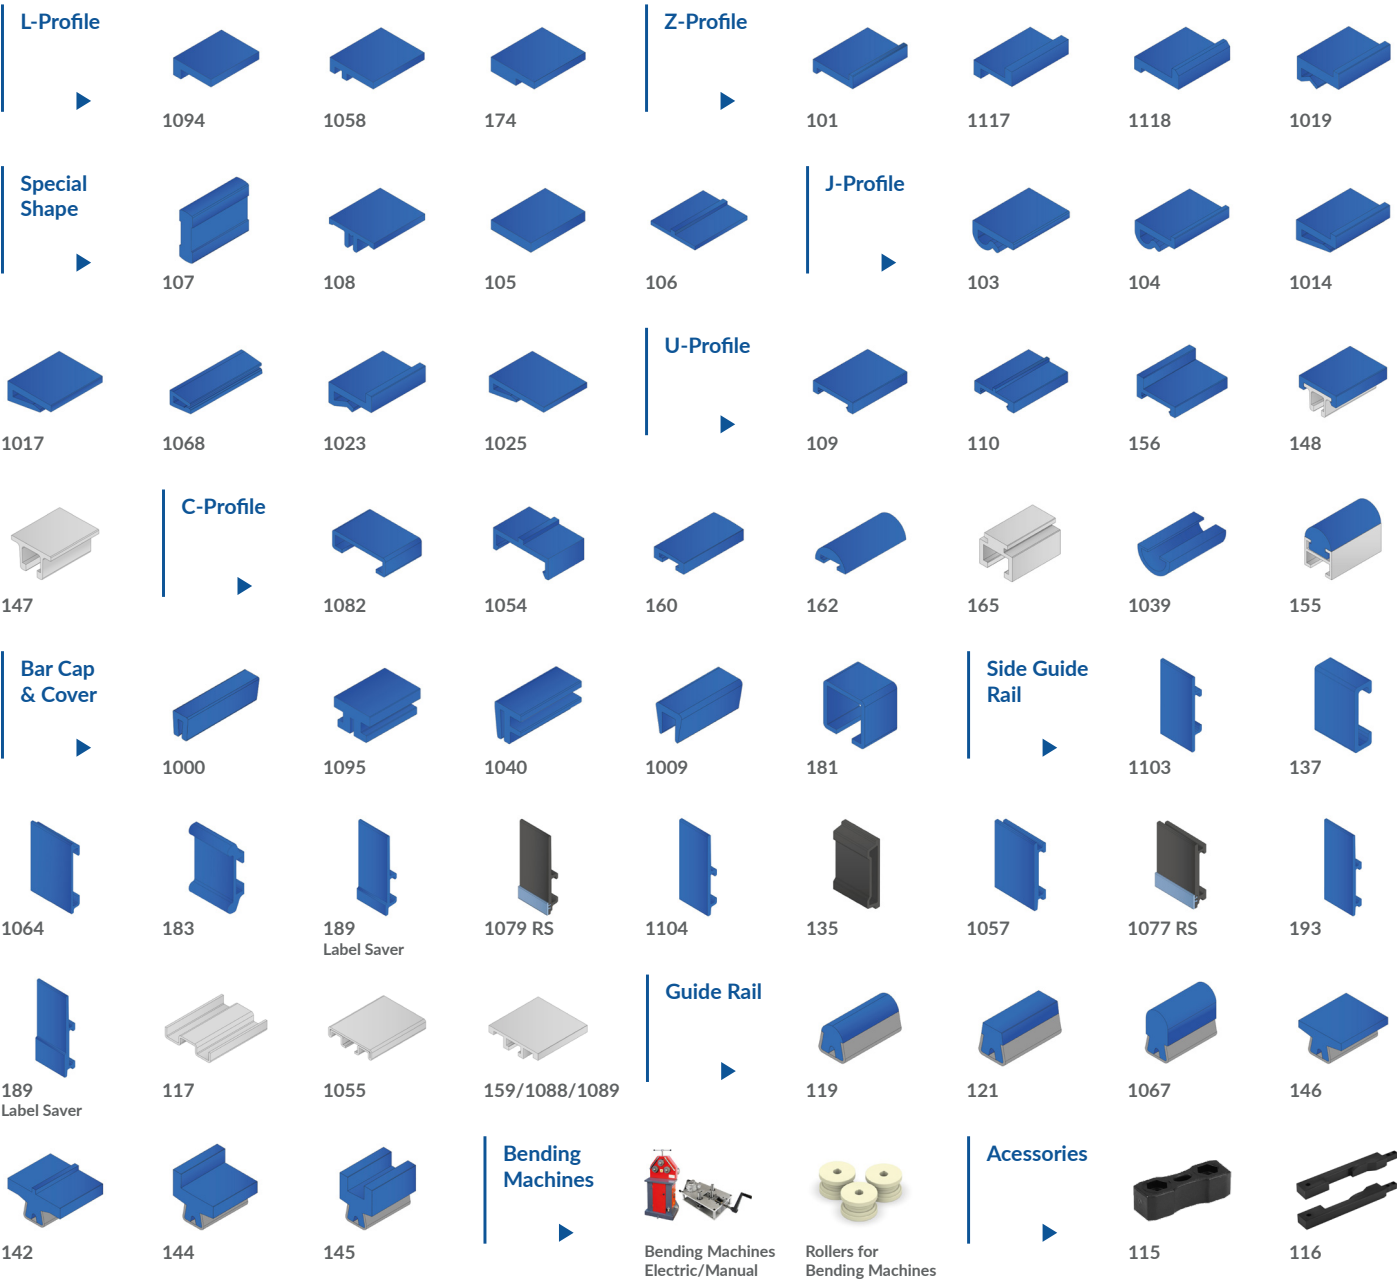 L-Profile
1094
1058
174
Z-Profile
101
1117
1118
1019
Special
Shape
107
108
105
106
J-Profile
103
104
1014
1017
1068
1023
1025
U-Profile
109
110
156
148
147
C-Profile
1082
1054
160
162
165
1039
155
Bar Cap
& Cover
1000
1095
1040
1009
181
Side Guide
Rail
1103
137
1064
183
189
Label Saver
1079 RS
1104
135
1057
1077 RS
193
189
Label Saver
117
1055
159/1088/1089
Guide Rail
119
121
1067
146
142
144
145
Bending
Machines
Bending Machines
Electric/Manual
Rollers for
Bending Machines
Acessories
115
116